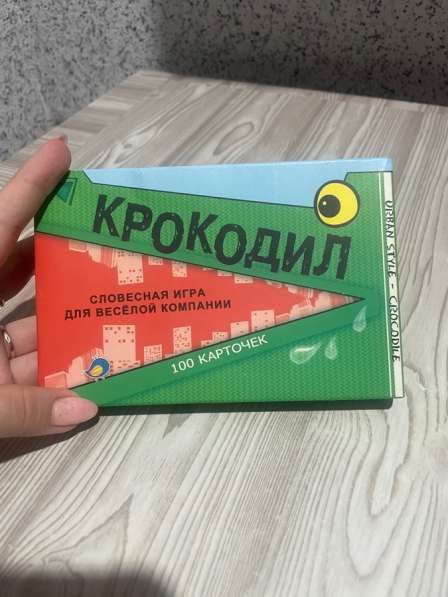 КРОКОДИЛ
СЛОВЕСНАЯ ИГРА
ДЛЯ ВЕСЁЛОЙ КОМПАНИИ
100 КАРТОЧЕК
URBAN STYLE - CROCODILE